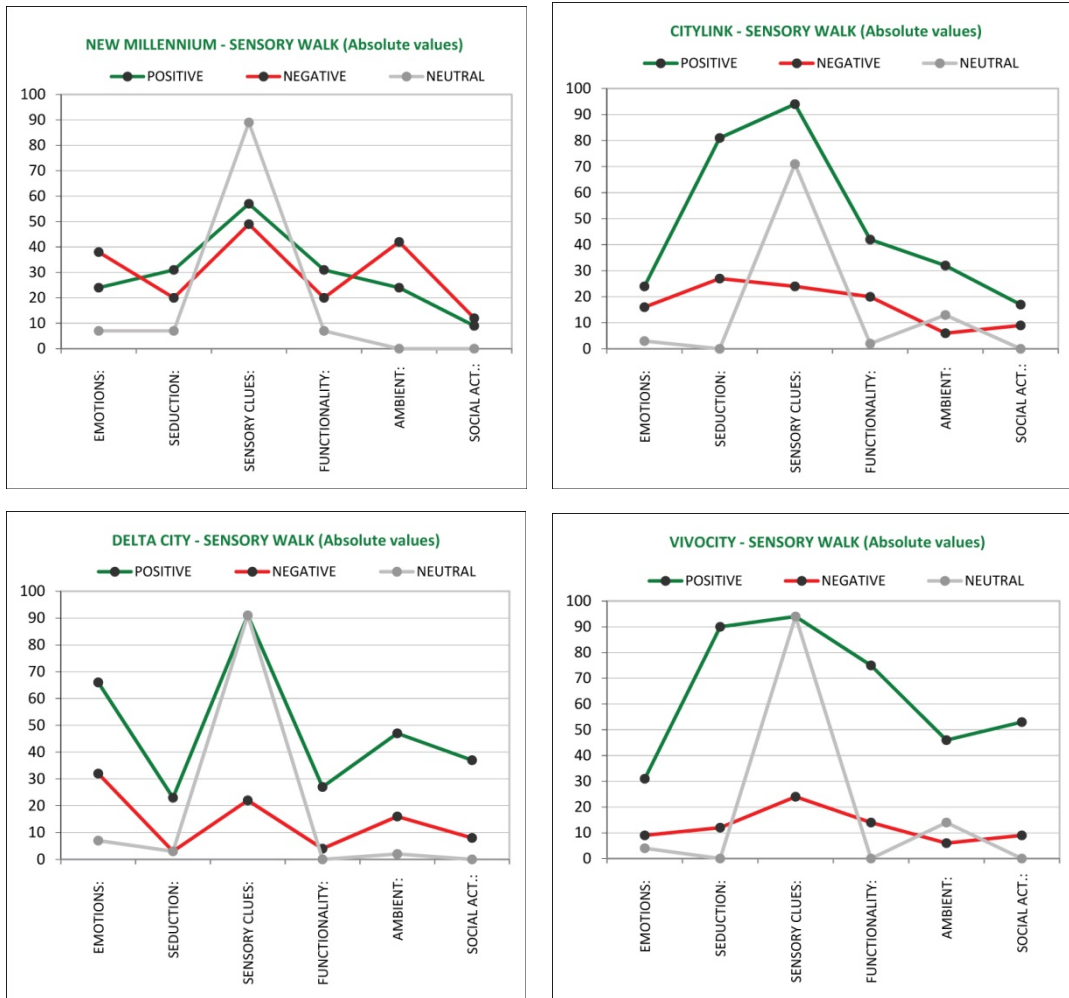 NEW MILLENNIUM - SENSORY WALK (Absolute values)
POSITIVE NEGATIVE NEUTRAL
100
90
80
70
60
50
40
30
20
10
0
EMOTIONS:
SEDUCTION:
SENSORY CLUES:
FUNCTIONALITY:
AMBIENT:
SOCIAL ACT.:
CITYLINK - SENSORY WALK (Absolute values)
POSITIVE NEGATIVE NEUTRAL
100
90
80
70
60
50
40
30
20
10
0
EMOTIONS:
SEDUCTION:
SENSORY CLUES:
FUNCTIONALITY:
AMBIENT:
SOCIAL ACT.:
DELTA CITY - SENSORY WALK (Absolute values)
POSITIVE NEGATIVE NEUTRAL
100
90
80
70
60
50
40
30
20
10
0
EMOTIONS:
SEDUCTION:
SENSORY CLUES:
FUNCTIONALITY:
AMBIENT:
SOCIAL ACT.:
VIVOCITY - SENSORY WALK (Absolute values)
POSITIVE NEGATIVE NEUTRAL
100
90
80
70
60
50
40
30
20
10
0
EMOTIONS:
SEDUCTION:
SENSORY CLUES:
FUNCTIONALITY:
AMBIENT:
SOCIAL ACT.: